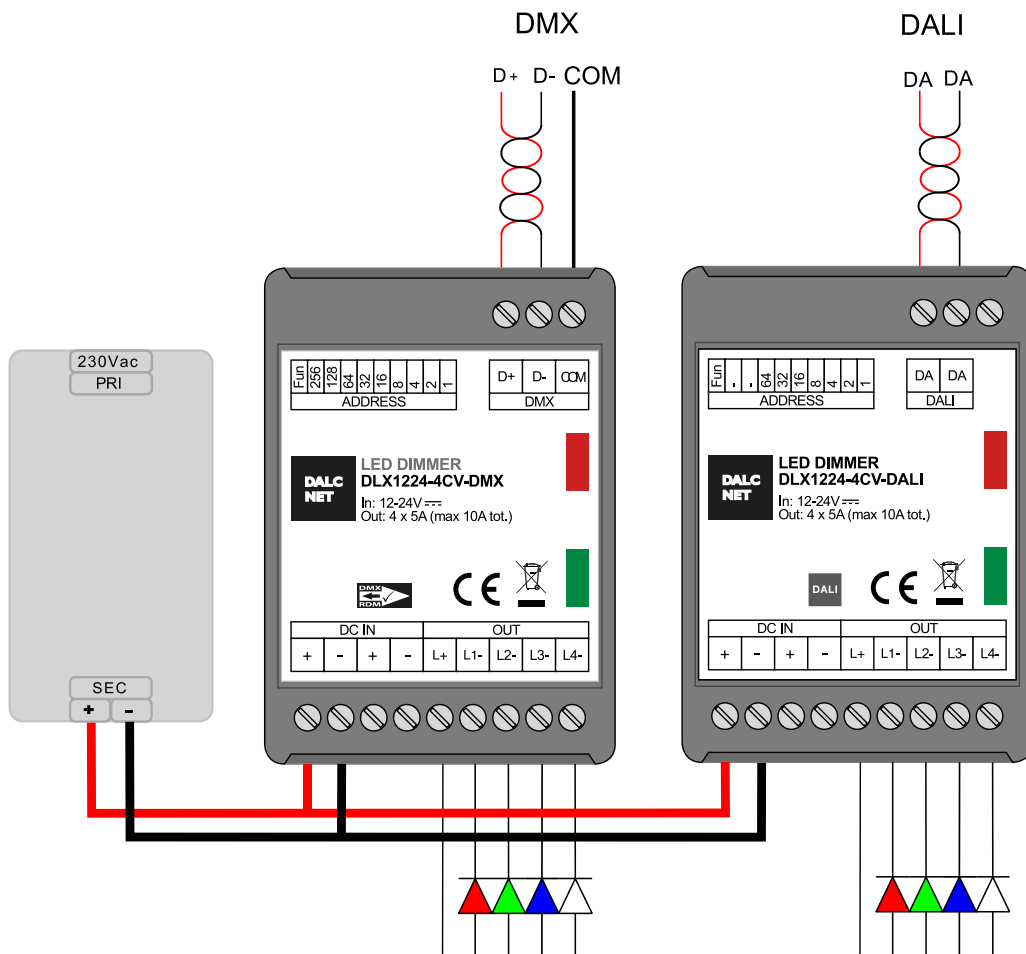 DMX
D+ D- COM
DALI
DA DA
230Vac
PRI
SEC
+ -
Fun 256 128 64 32 16 8 4 2 1
ADDRESS
D+ D- COM
DMX
DALC
NET
LED DIMMER
DLX1224-4CV-DMX
In: 12-24V
Out: 4 x 5A (max 10A tot.)
DMX
RDM
CE
DC IN OUT
+ - + - L+ L1- L2- L3- L4-
Fun - - 64 32 16 8 4 2 1
ADDRESS
DA DA
DALI
DALC
NET
LED DIMMER
DLX1224-4CV-DALI
In: 12-24V
Out: 4 x 5A (max 10A tot.)
DALI
CE
DC IN OUT
+ - + - L+ L1- L2- L3- L4-